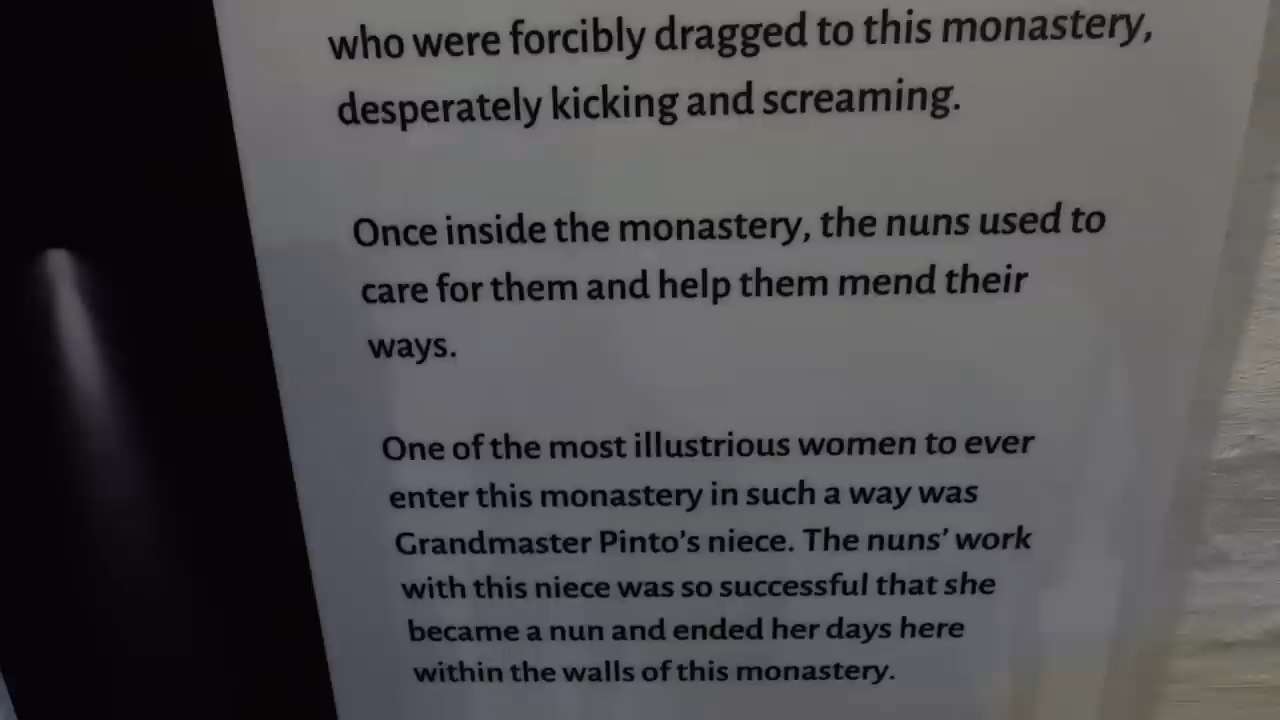 who were forcibly dragged to this monastery,
desperately kicking and screaming.
Once inside the monastery, the nuns used to
care for them and help them mend their
ways.
One of the most illustrious women to ever
enter this monastery in such a way was
Grandmaster Pinto’s niece. The nuns’ work
with this niece was so successful that she
became a nun and ended her days here
within the walls of this monastery.